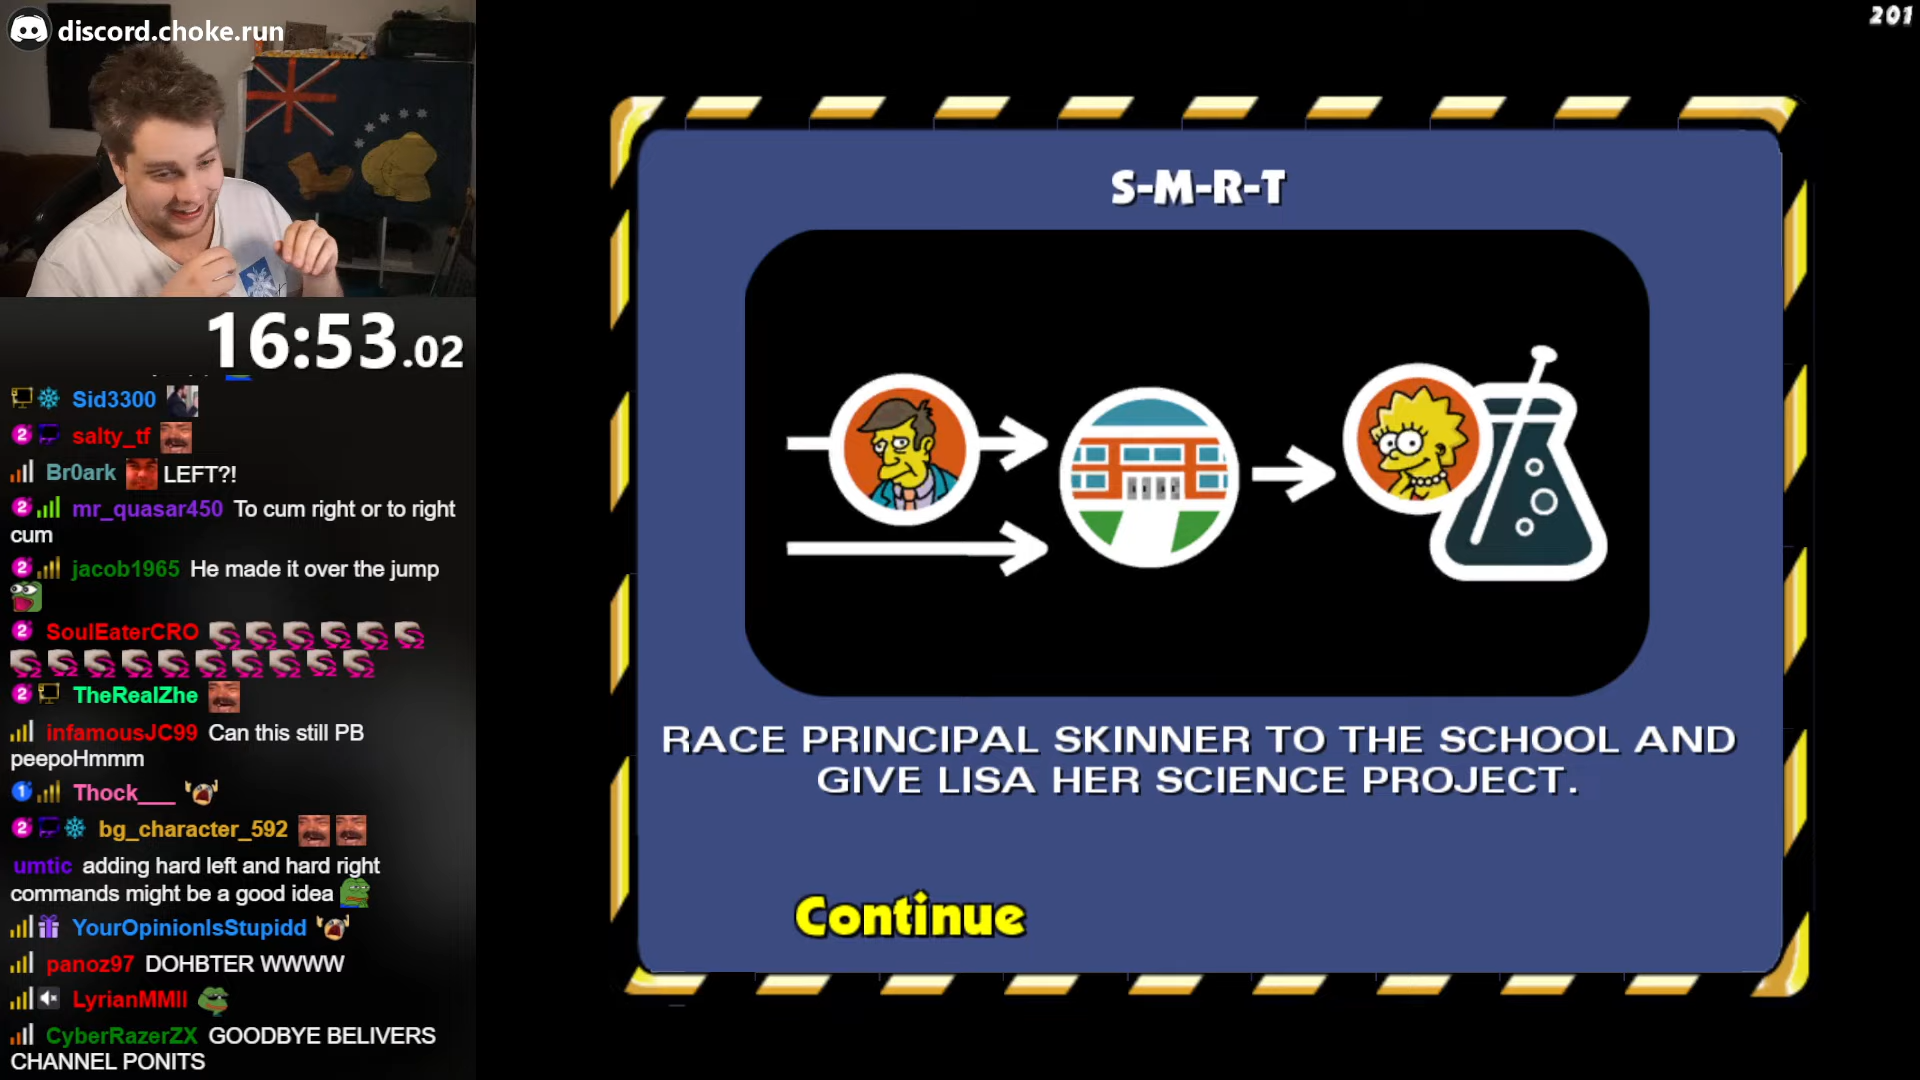 discord.choke.run
201
16:53.02
Sid3300
salty_tf
Br0ark LEFT?!
mr_quasar450 To cum right or to right
cum
jacob1965 He made it over the jump
SoulEaterCRO
TheRealZhe
infamousJC99 Can this still PB
peepoHmmm
Thock___
bg_character_592
umtic adding hard left and hard right
commands might be a good idea
YourOpinionIsStupidd
panoz97 DOHBTER WWWW
LyrianMMII
CyberRazerZX GOODBYE BELIVERS
CHANNEL PONITS
S-M-R-T
RACE PRINCIPAL SKINNER TO THE SCHOOL AND
GIVE LISA HER SCIENCE PROJECT.
Continue